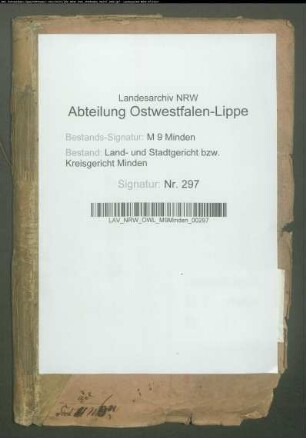 Landesarchiv NRW
Abteilung Ostwestfalen-Lippe
Bestands-Signatur: M 9 Minden
Bestand: Land- und Stadtgericht bzw.
Kreisgericht Minden
Signatur: Nr. 297